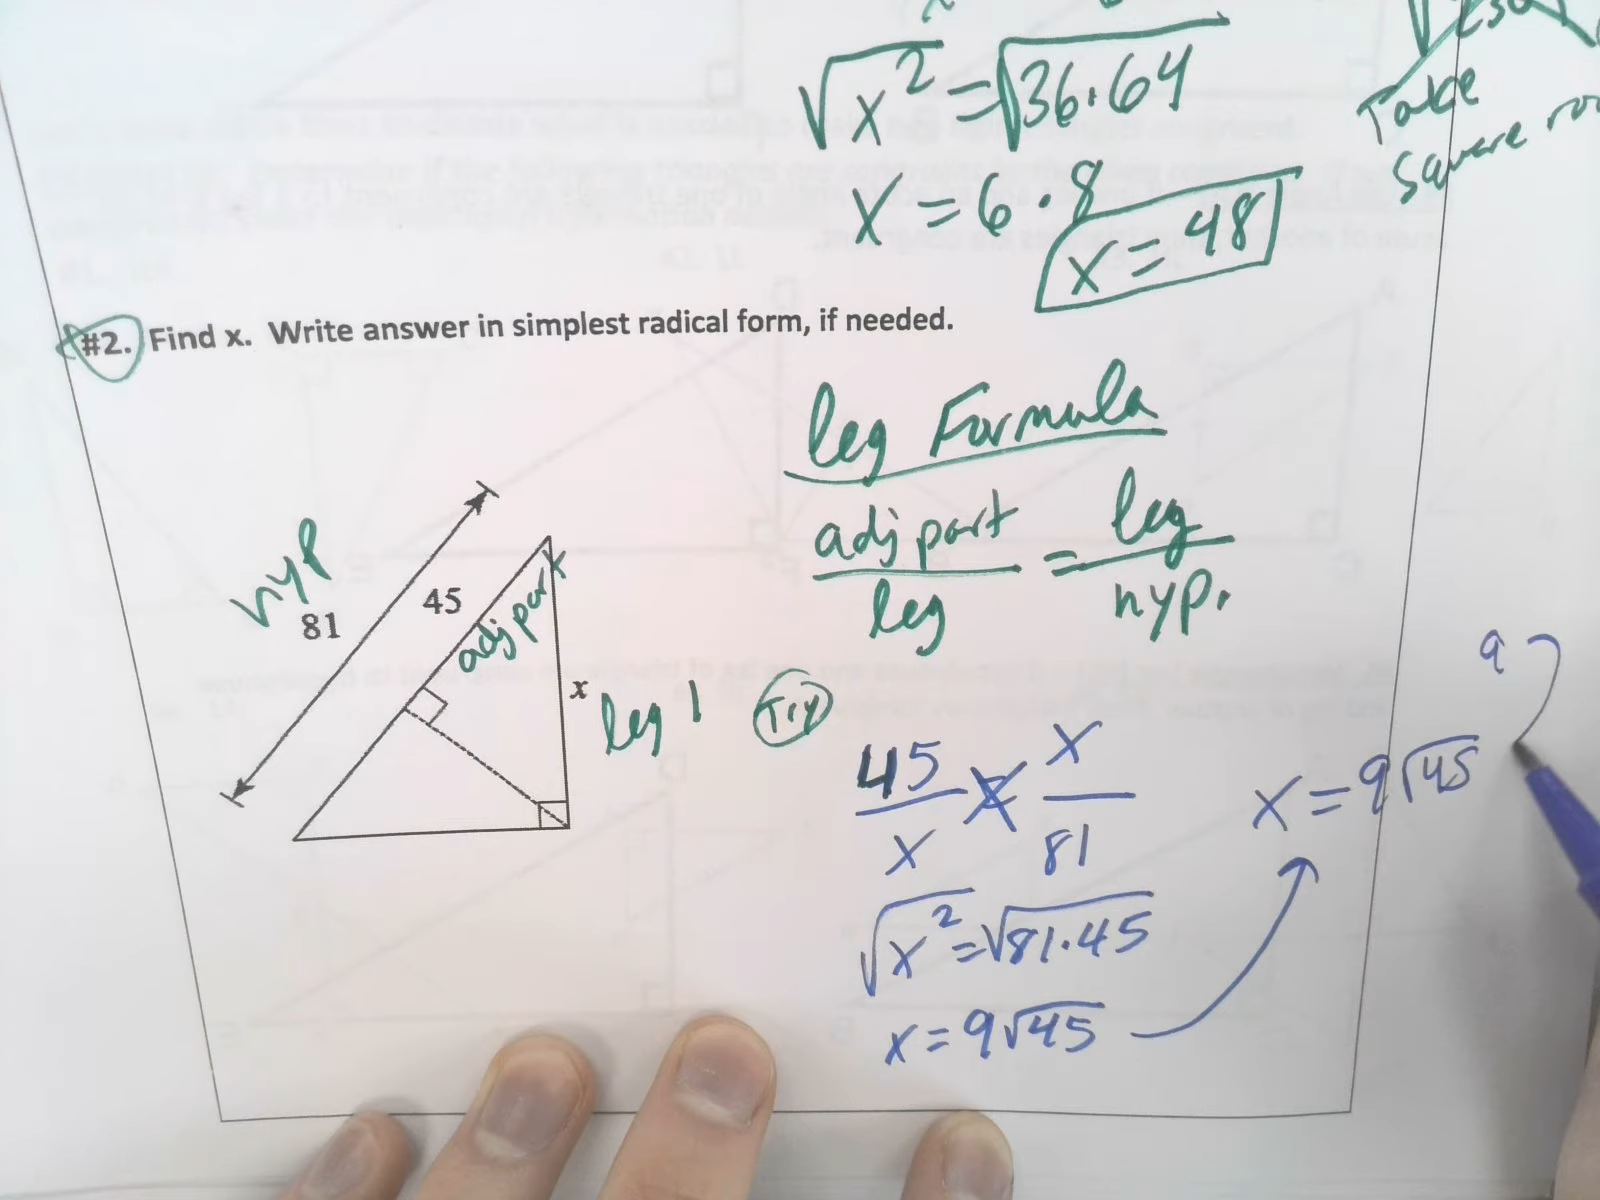 √x² = √36·64
Take
square
x = 6 · 8
x = 48
#2. Find x. Write answer in simplest radical form, if needed.
leg Formula
adj part / leg = leg / hyp.
hyp
81
45
adj part
x
leg 1
Try
45 / x = x / 81
√x² = √81·45
x = 9√45
x = 9√45
9